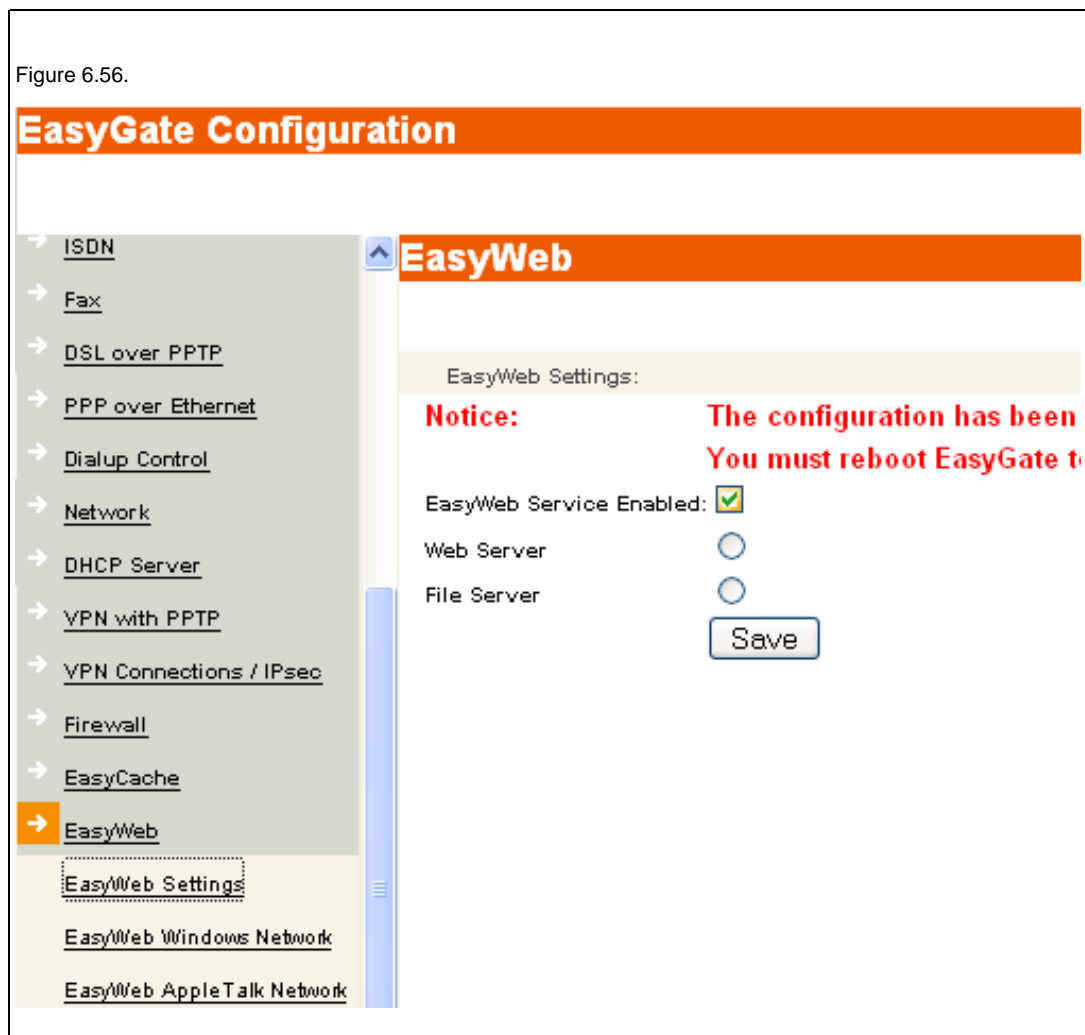 Figure 6.56.
EasyGate Configuration
ISDN
Fax
DSL over PPTP
PPP over Ethernet
Dialup Control
Network
DHCP Server
VPN with PPTP
VPN Connections / IPsec
Firewall
EasyCache
EasyWeb
EasyWeb Settings
EasyWeb Windows Network
EasyWeb AppleTalk Network
EasyWeb
EasyWeb Settings:
Notice: The configuration has been
You must reboot EasyGate
EasyWeb Service Enabled:
Web Server
File Server
Save